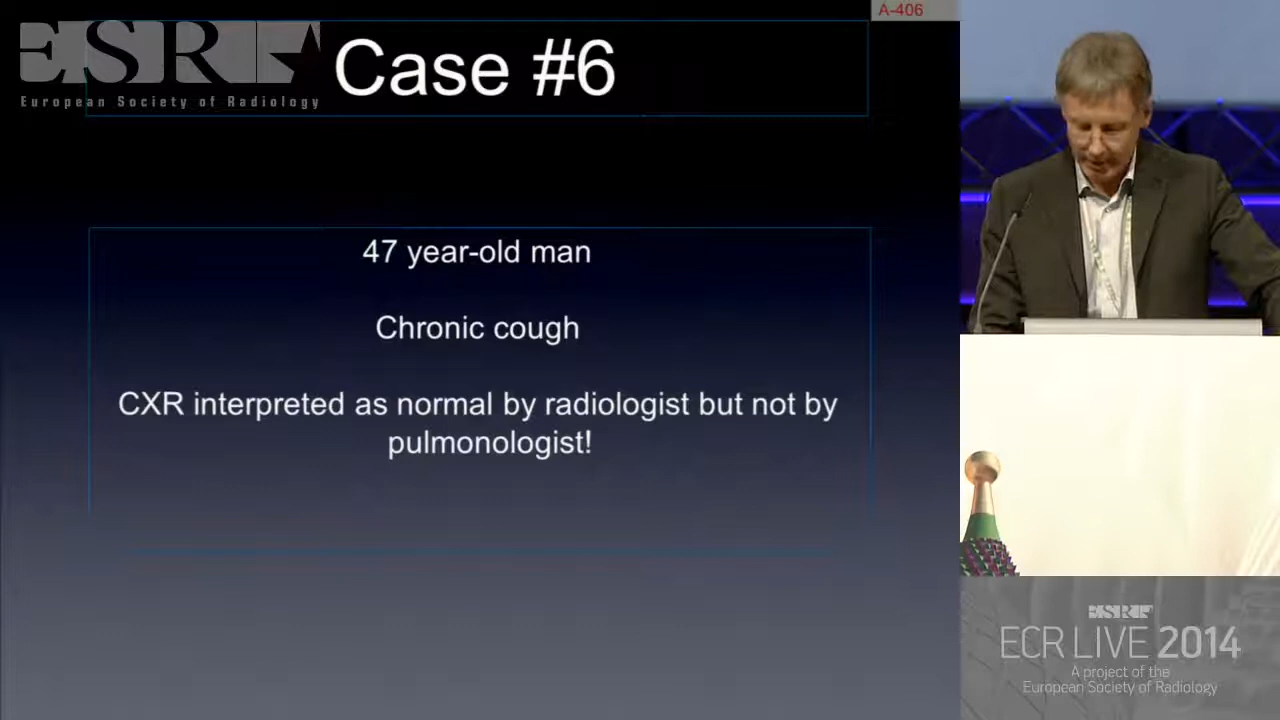 A-406
ESR
European Society of Radiology
Case #6
47 year-old man
Chronic cough
CXR interpreted as normal by radiologist but not by
pulmonologist!
ESR
ECR LIVE 2014
A project of the
European Society of Radiology